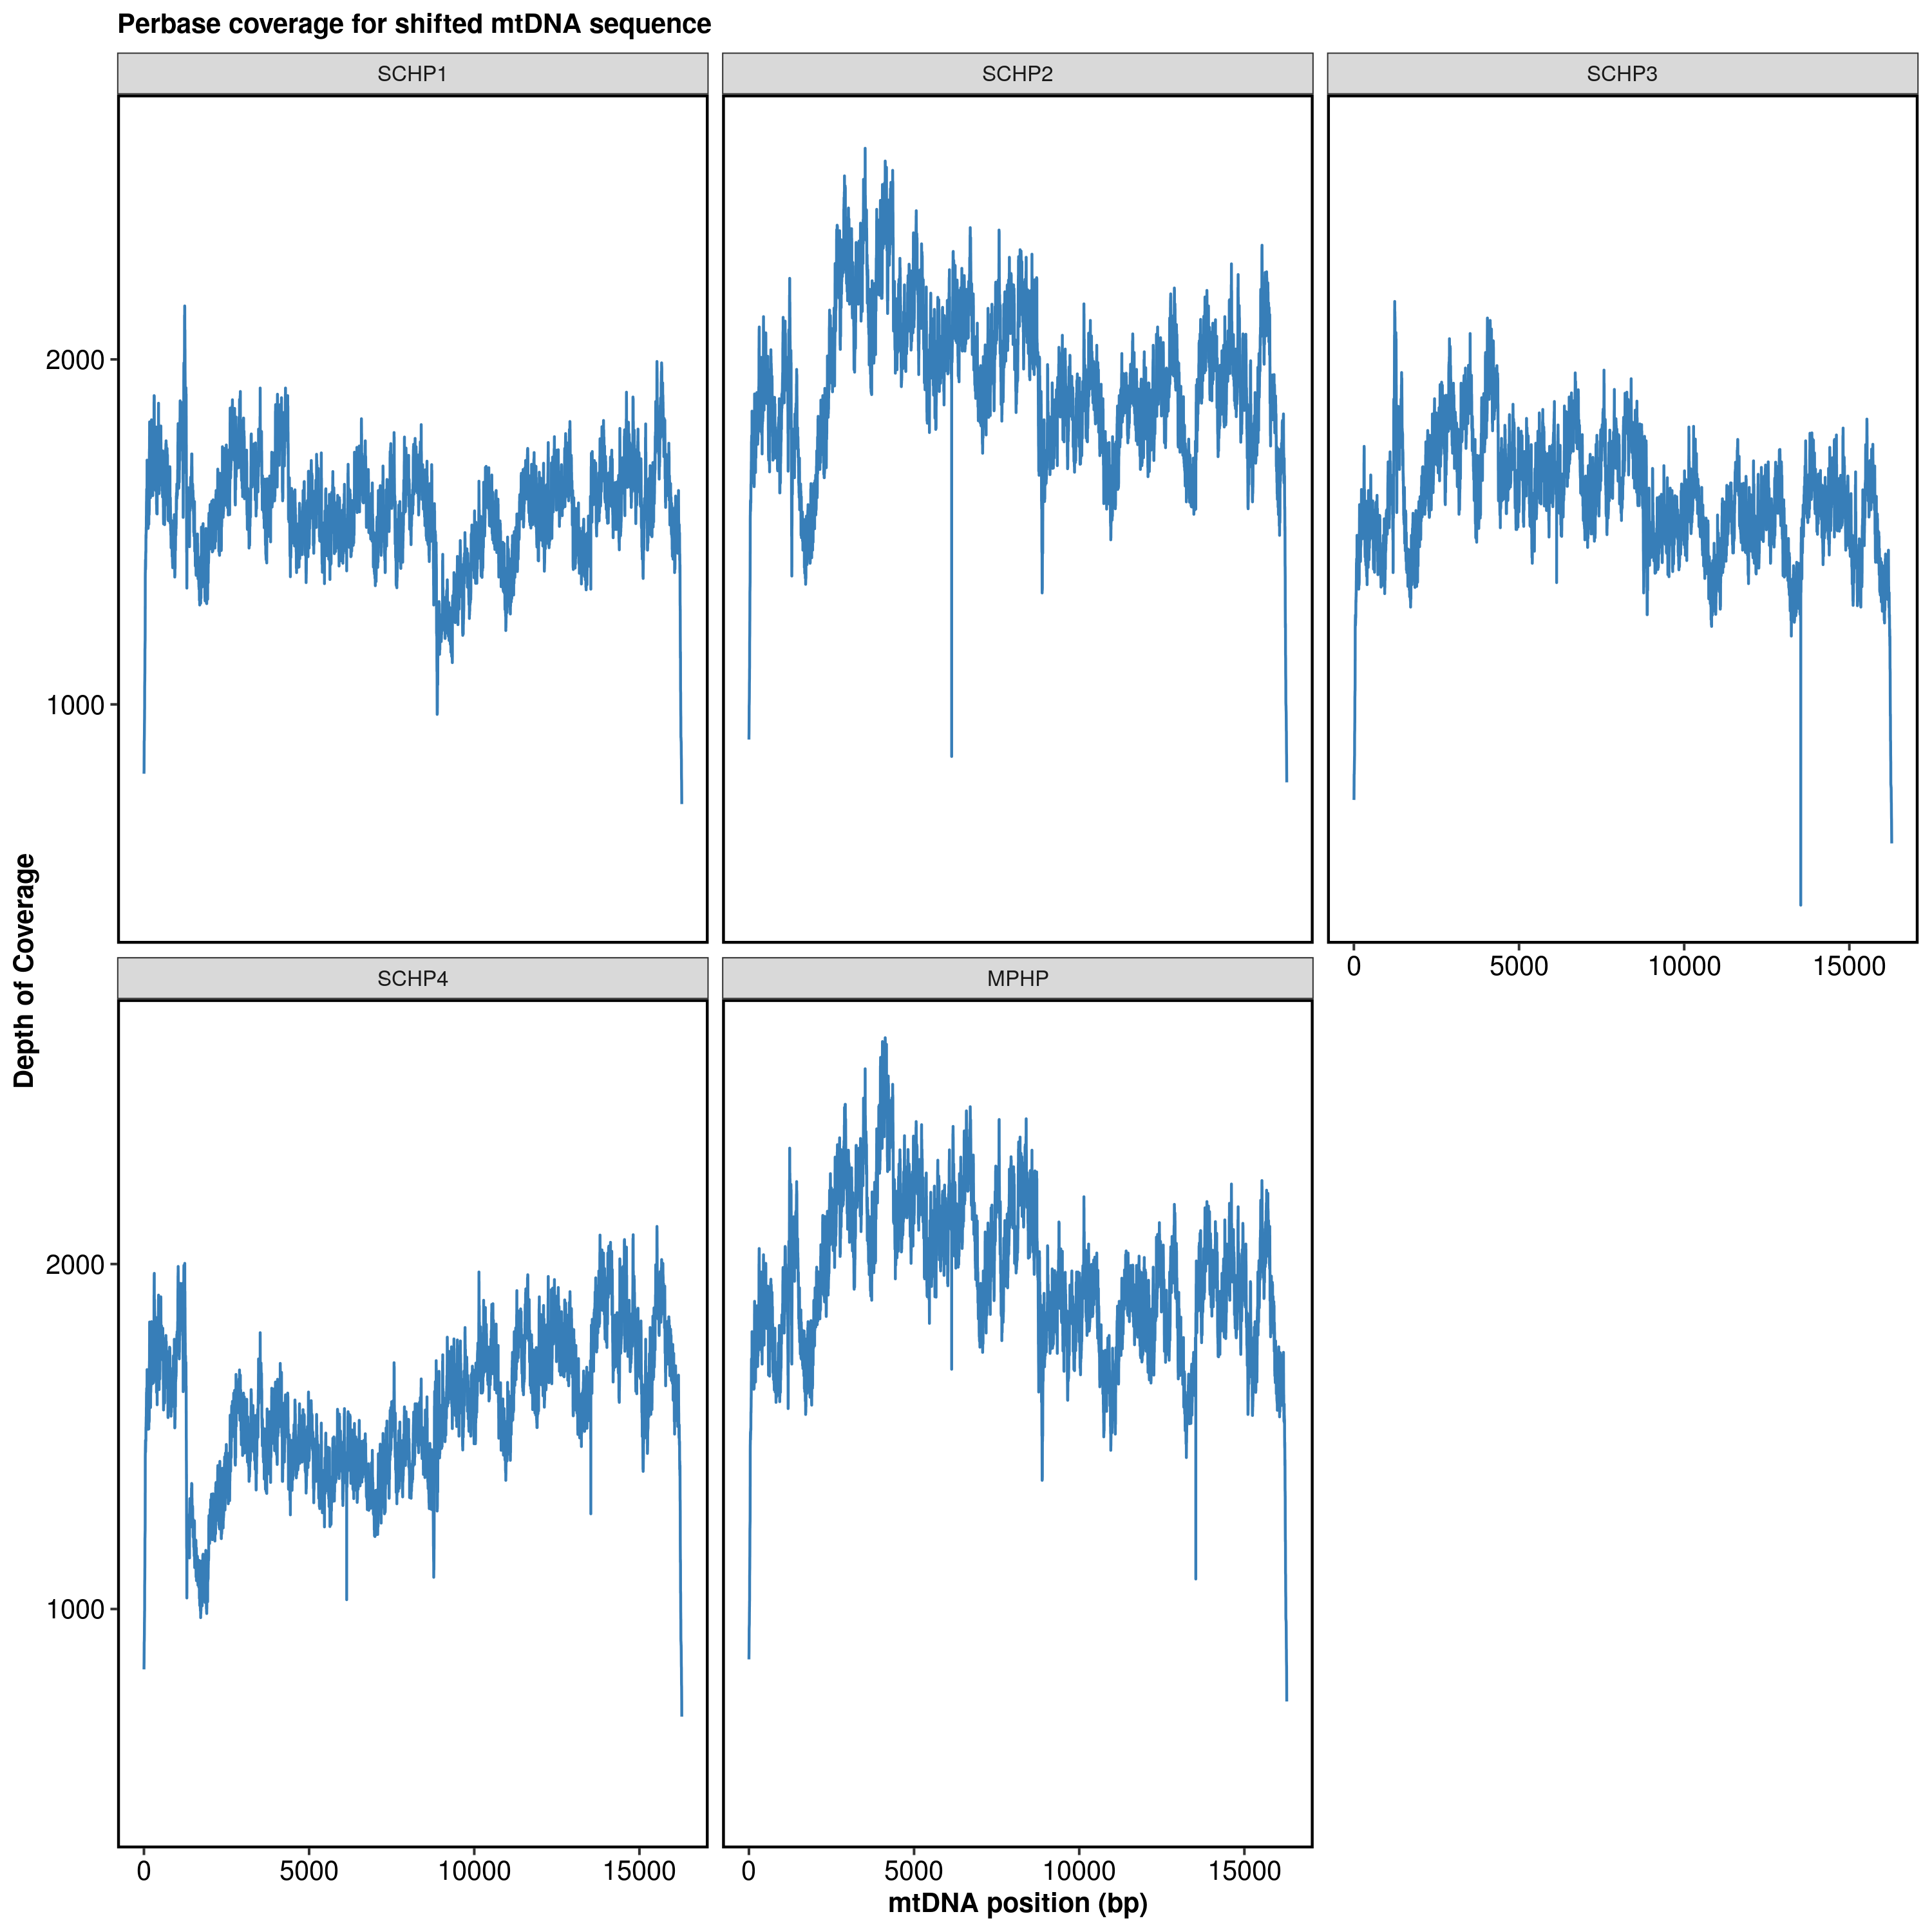 Perbase coverage for shifted mtDNA sequence
SCHP1 SCHP2 SCHP3
2000
1000
0 5000 10000 15000
Depth of Coverage
SCHP4 MPHP
2000
1000
0 5000 10000 15000 0 5000 10000 15000
mtDNA position (bp)